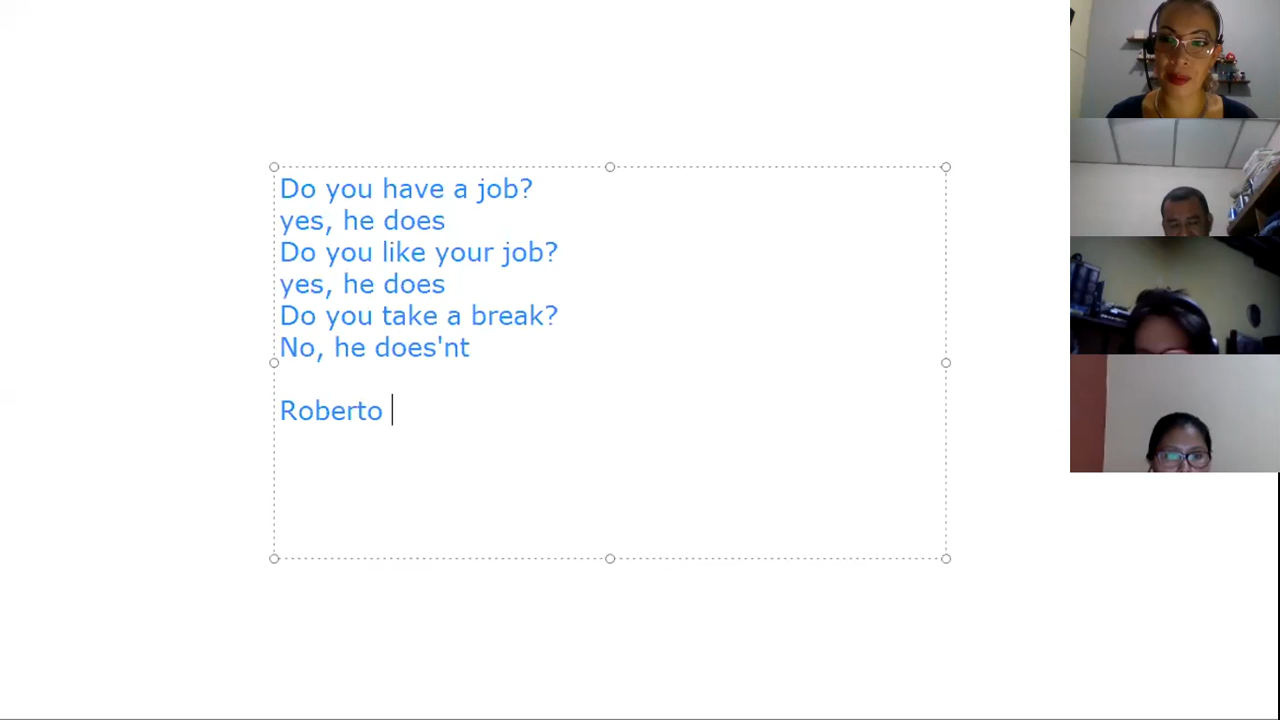 Do you have a job?
yes, he does
Do you like your job?
yes, he does
Do you take a break?
No, he does'nt
Roberto